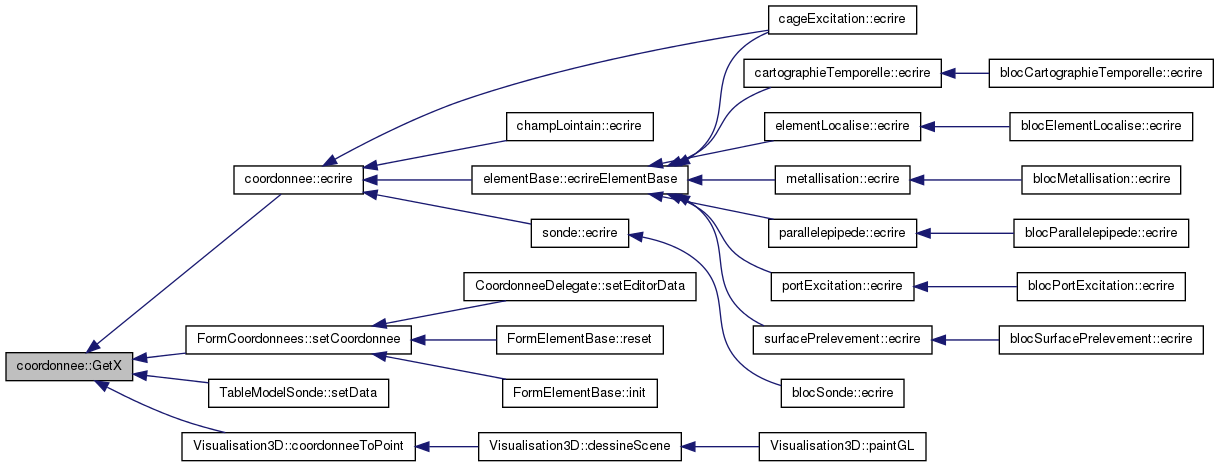 cageExcitation::ecrire
cartographieTemporelle::ecrire
blocCartographieTemporelle::ecrire
champLointain::ecrire
elementLocalise::ecrire
blocElementLocalise::ecrire
coordonnee::ecrire
elementBase::ecrireElementBase
metallisation::ecrire
blocMetallisation::ecrire
sonde::ecrire
parallelepipede::ecrire
blocParallelepipede::ecrire
CoordonneeDelegate::setEditorData
portExcitation::ecrire
blocPortExcitation::ecrire
FormCoordonnees::setCoordonnee
FormElementBase::reset
surfacePrelevement::ecrire
blocSurfacePrelevement::ecrire
coordonnee::GetX
TableModelSonde::setData
FormElementBase::init
blocSonde::ecrire
Visualisation3D::coordonneeToPoint
Visualisation3D::dessineScene
Visualisation3D::paintGL